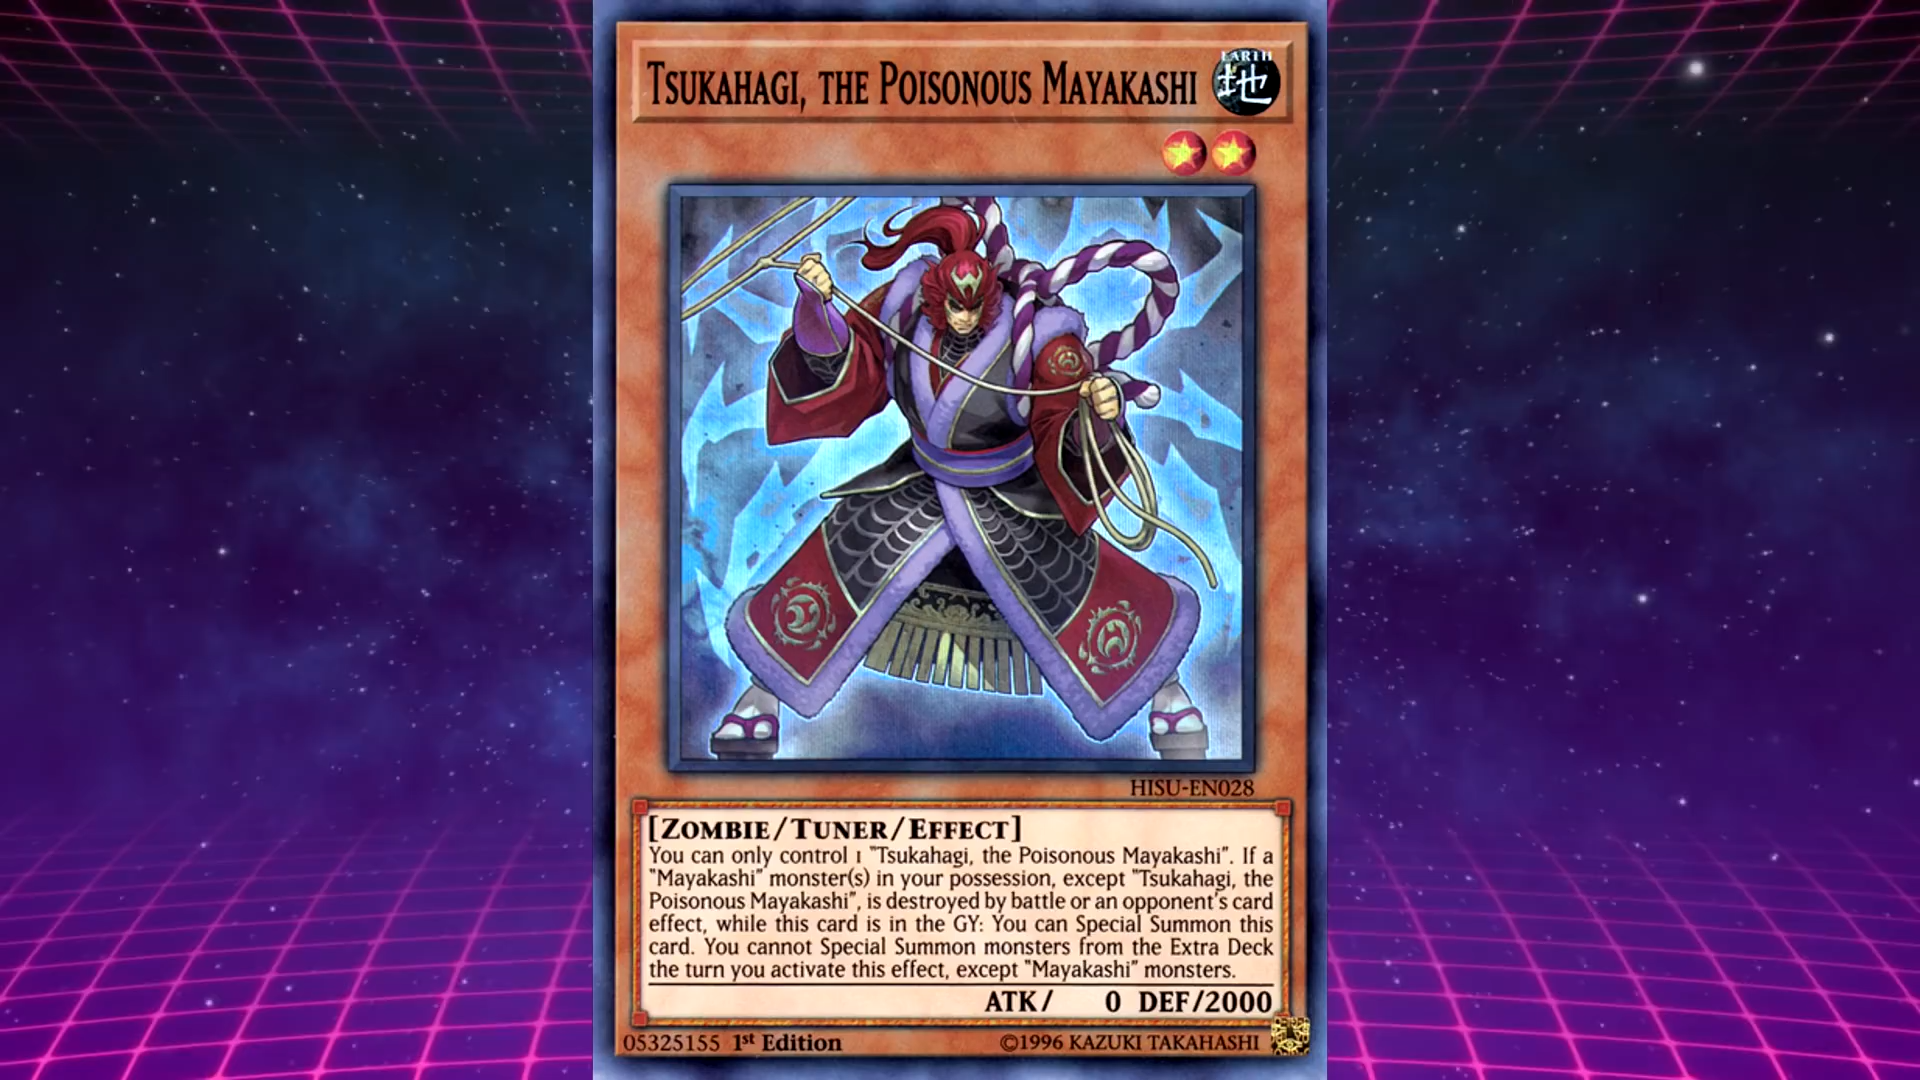 TSUKAHAGI, THE POISONOUS MAYAKASHI
EARTH
地
HISU-EN028
[ZOMBIE/TUNER/EFFECT]
You can only control 1 "Tsukahagi, the Poisonous Mayakashi". If a
"Mayakashi" monster(s) in your possession, except "Tsukahagi, the
Poisonous Mayakashi", is destroyed by battle or an opponent's card
effect, while this card is in the GY: You can Special Summon this
card. You cannot Special Summon monsters from the Extra Deck
the turn you activate this effect, except "Mayakashi" monsters.
ATK/ 0 DEF/2000
05325155 1st Edition ©1996 KAZUKI TAKAHASHI